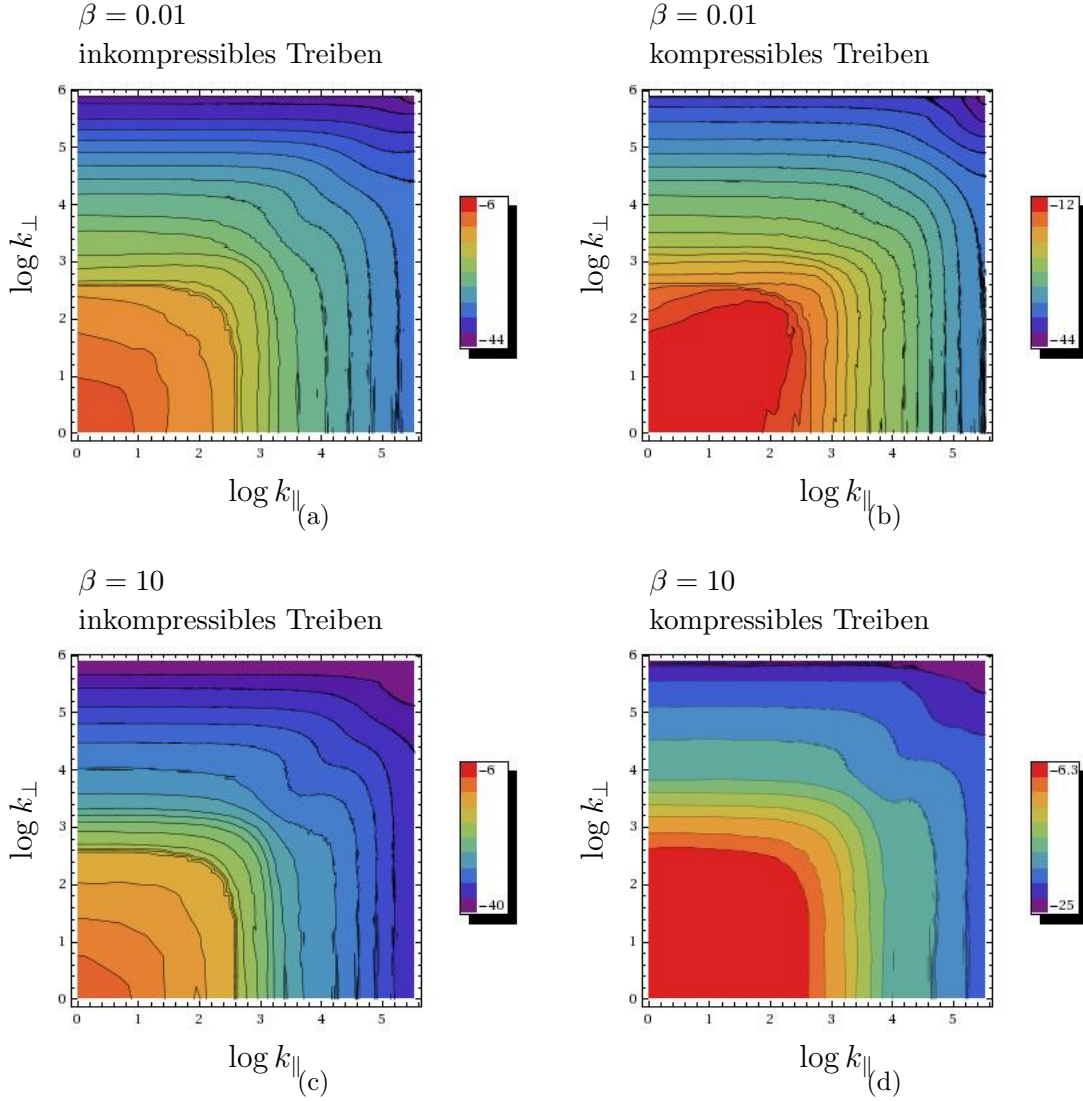 β = 0.01
inkompressibles Treiben
β = 0.01
kompressibles Treiben
6
5
4
3
2
1
0
log k⊥
0 1 2 3 4 5
log k∥
(a)
−6
−44
6
5
4
3
2
1
0
log k⊥
0 1 2 3 4 5
log k∥
(b)
−12
−44
β = 10
inkompressibles Treiben
β = 10
kompressibles Treiben
6
5
4
3
2
1
0
log k⊥
0 1 2 3 4 5
log k∥
(c)
−6
−40
6
5
4
3
2
1
0
log k⊥
0 1 2 3 4 5
log k∥
(d)
−6.3
−25